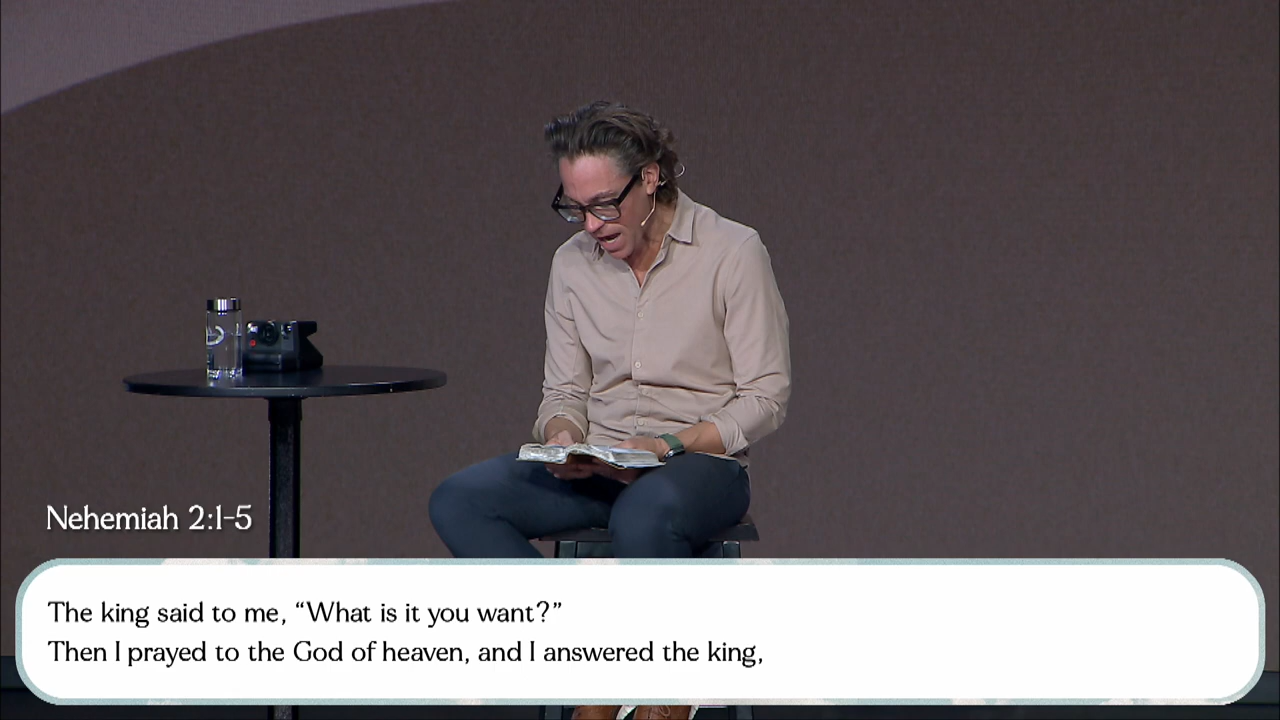 Nehemiah 2:1-5
The king said to me, “What is it you want?”
Then I prayed to the God of heaven, and I answered the king,